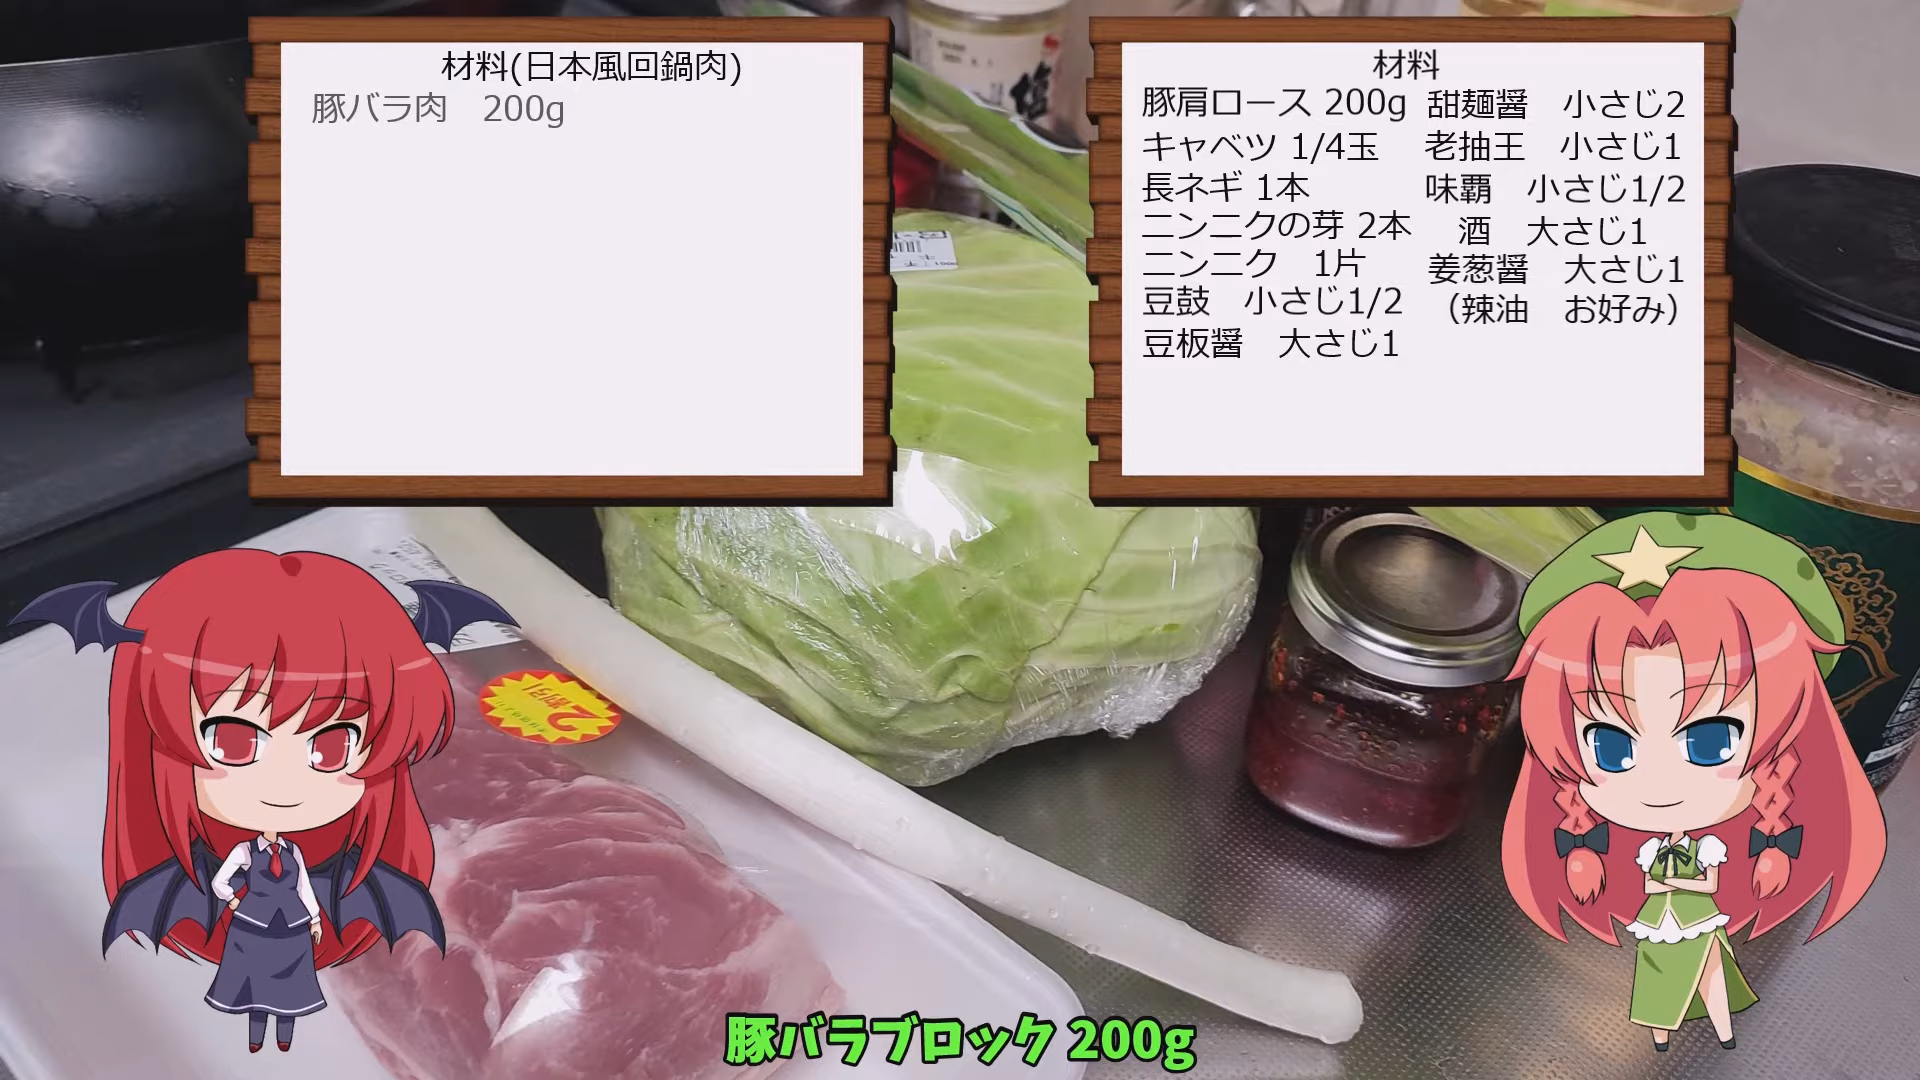 材料(日本風回鍋肉)
豚バラ肉　200g
材料
豚肩ロース 200g
キャベツ 1/4玉
長ネギ 1本
ニンニクの芽 2本
ニンニク　1片
豆鼓　小さじ1/2
豆板醤　大さじ1
甜麺醤　小さじ2
老抽王　小さじ1
味覇　小さじ1/2
酒　大さじ1
姜葱醤　大さじ1
（辣油　お好み）
塩
2割引
豚バラブロック 200g